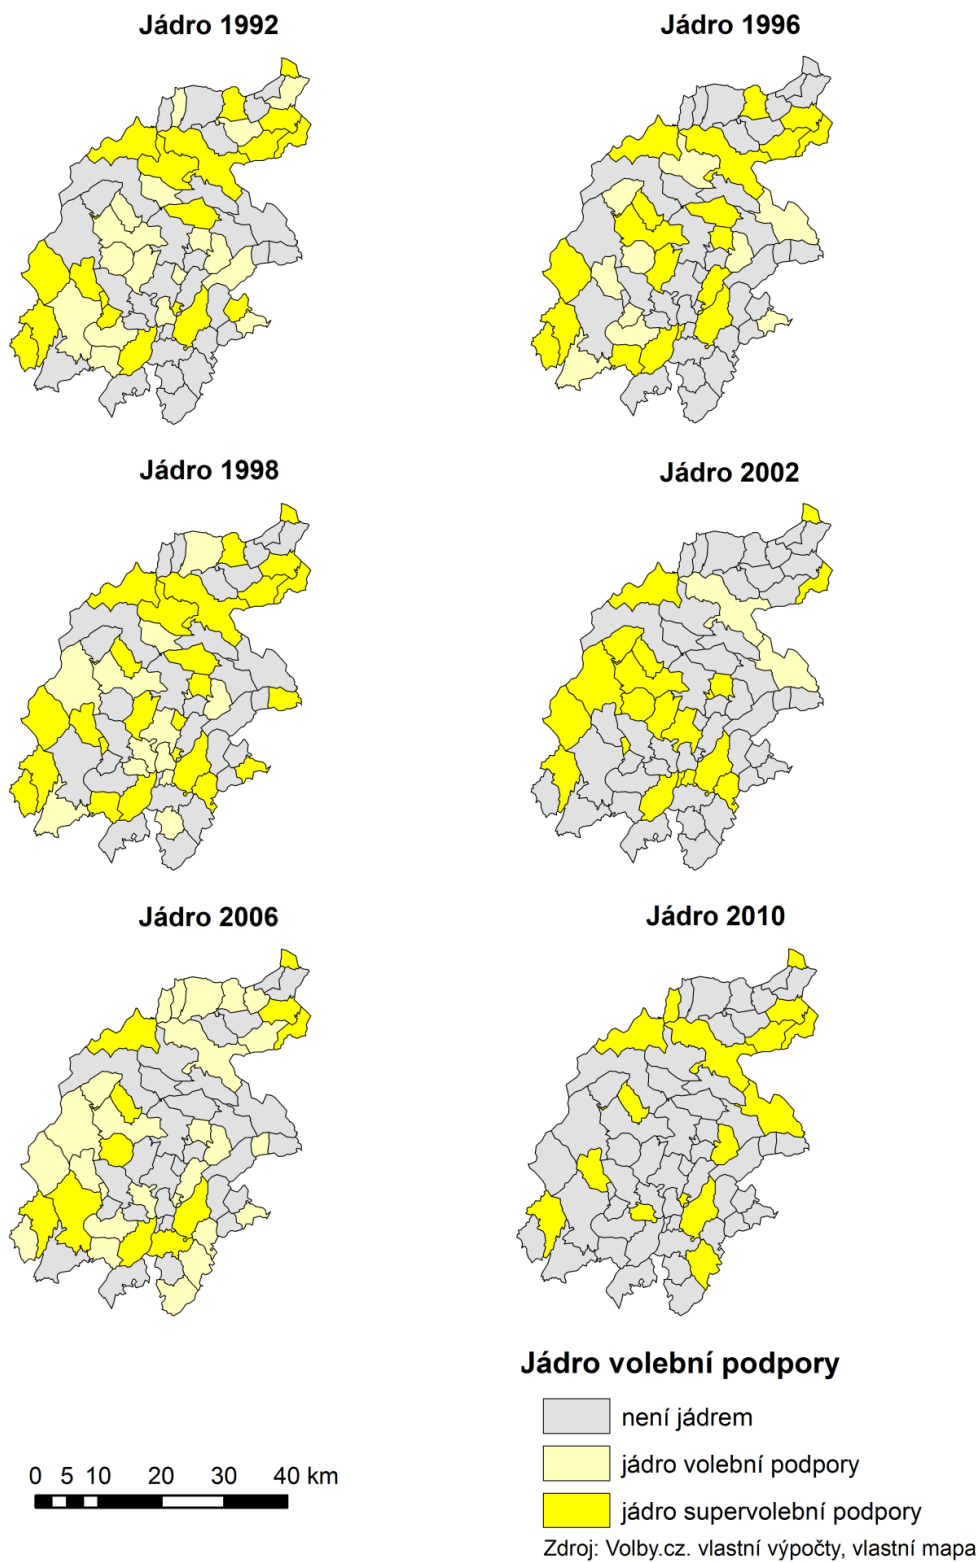 Jádro 1992
Jádro 1996
Jádro 1998
Jádro 2002
Jádro 2006
Jádro 2010
Jádro volební podpory
není jádrem
jádro volební podpory
jádro supervolební podpory
0 5 10 20 30 40 km
Zdroj: Volby.cz. vlastní výpočty, vlastní mapa